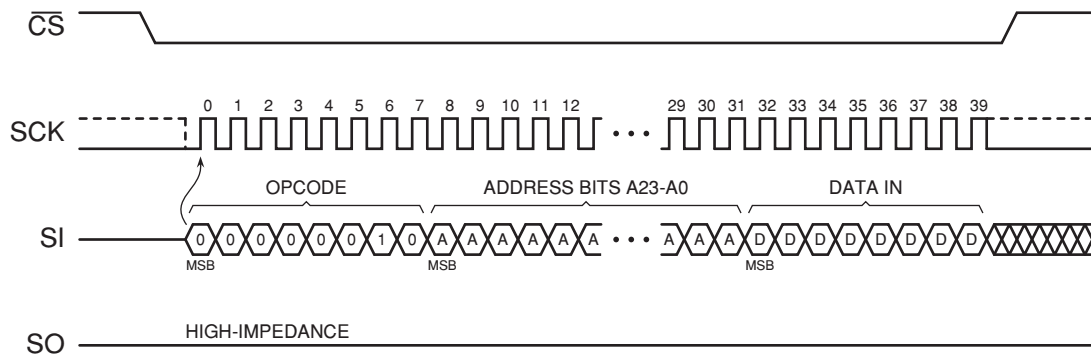 CS
0 1 2 3 4 5 6 7 8 9 10 11 12 29 30 31 32 33 34 35 36 37 38 39
SCK
OPCODE ADDRESS BITS A23-A0 DATA IN
SI 0 0 0 0 0 0 1 0 A A A A A A A A A D D D D D D D D
MSB MSB MSB
HIGH-IMPEDANCE
SO